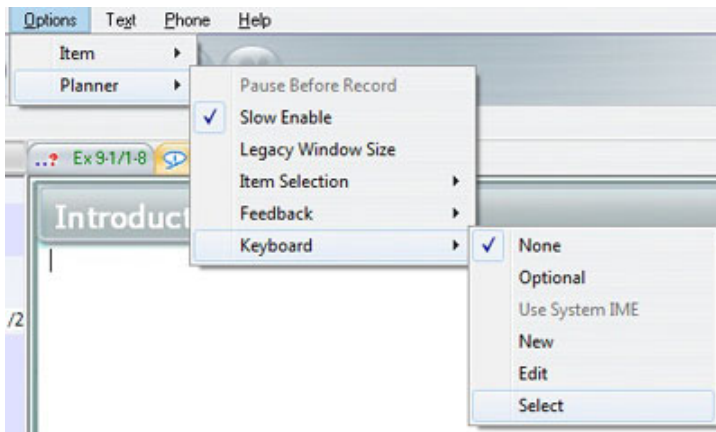 Options Text Phone Help
Item
Planner
Pause Before Record
Slow Enable
Legacy Window Size
Item Selection
Feedback
Keyboard
None
Optional
Use System IME
New
Edit
Select
..? Ex 9-1/1-8
Introduct
/2